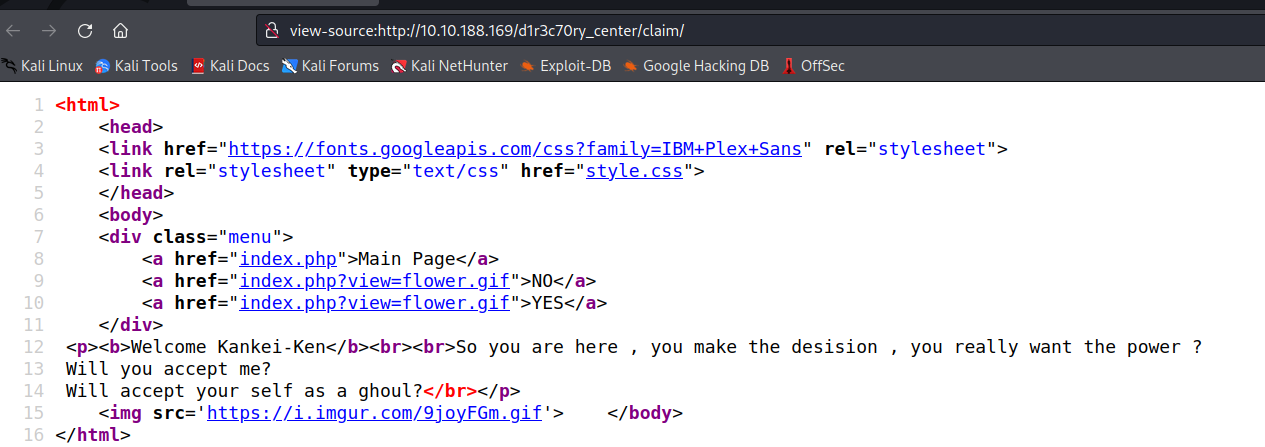 view-source:http://10.10.188.169/d1r3c70ry_center/claim/
Kali Linux Kali Tools Kali Docs Kali Forums Kali NetHunter Exploit-DB Google Hacking DB OffSec
1 <html>
2 <head>
3 <link href="https://fonts.googleapis.com/css?family=IBM+Plex+Sans" rel="stylesheet">
4 <link rel="stylesheet" type="text/css" href="style.css">
5 </head>
6 <body>
7 <div class="menu">
8 <a href="index.php">Main Page</a>
9 <a href="index.php?view=flower.gif">NO</a>
10 <a href="index.php?view=flower.gif">YES</a>
11 </div>
12 <p><b>Welcome Kankei-Ken</b><br><br>So you are here , you make the desision , you really want the power ?
13 Will you accept me?
14 Will accept your self as a ghoul?</br></p>
15 <img src='https://i.imgur.com/9joyFGm.gif'> </body>
16 </html>